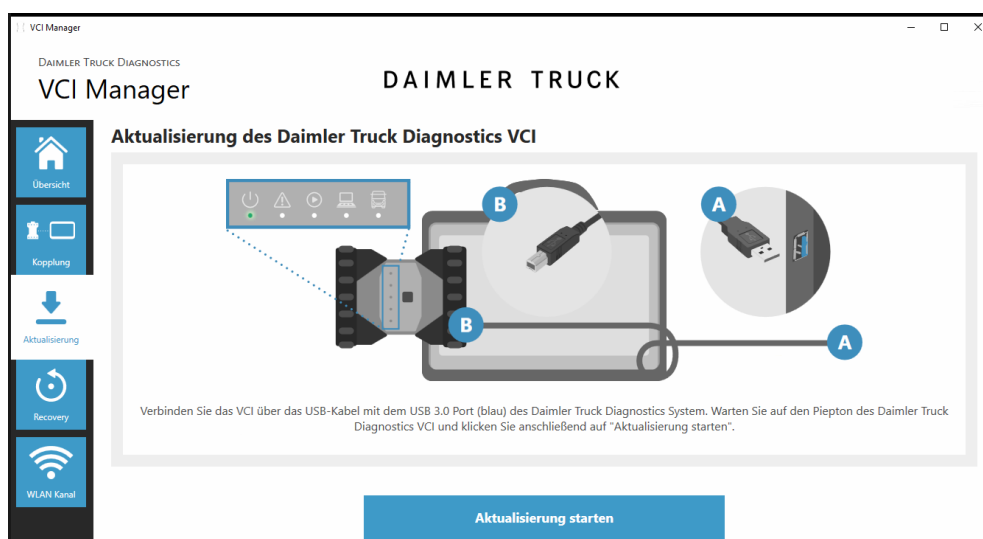 VCI Manager
DAIMLER TRUCK DIAGNOSTICS
VCI Manager
DAIMLER TRUCK
Übersicht
Kopplung
Aktualisierung
Recovery
WLAN Kanal
Aktualisierung des Daimler Truck Diagnostics VCI
B
A
B
A
Verbinden Sie das VCI über das USB-Kabel mit dem USB 3.0 Port (blau) des Daimler Truck Diagnostics System. Warten Sie auf den Piepton des Daimler Truck
Diagnostics VCI und klicken Sie anschließend auf "Aktualisierung starten".
Aktualisierung starten